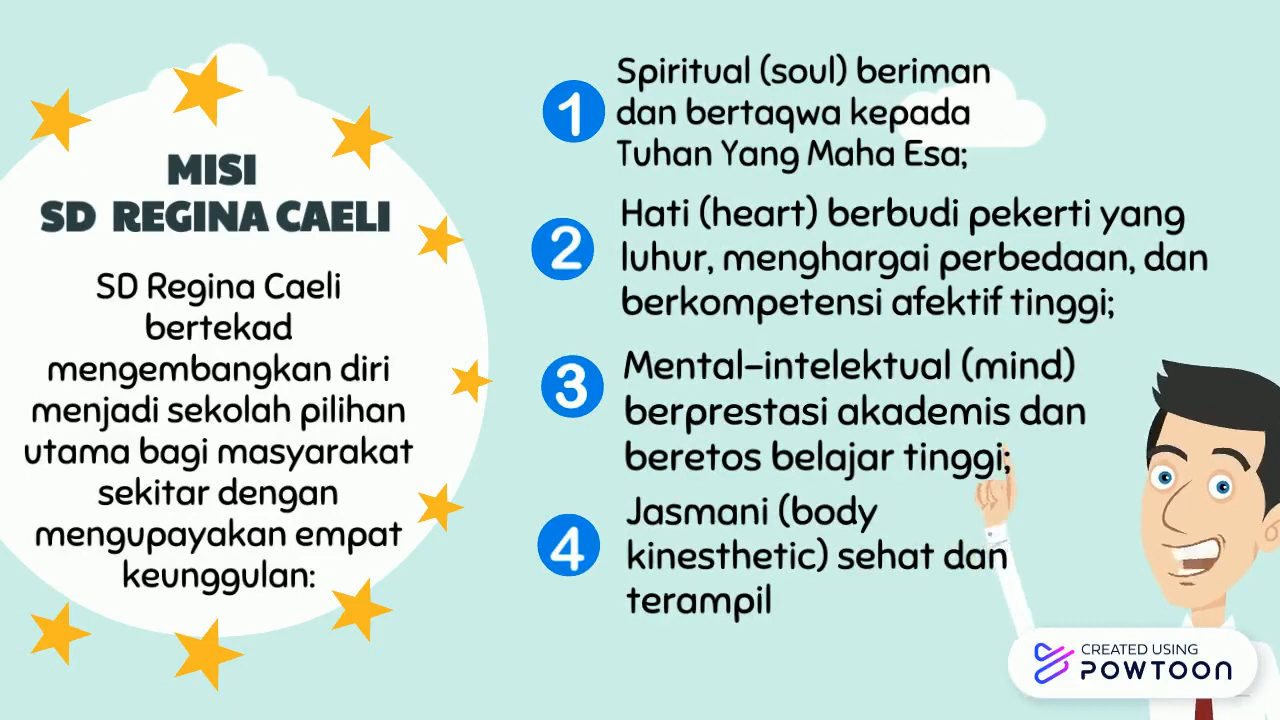 MISI
SD REGINA CAELI
SD Regina Caeli
bertekad
mengembangkan diri
menjadi sekolah pilihan
utama bagi masyarakat
sekitar dengan
mengupayakan empat
keunggulan:
1
Spiritual (soul) beriman
dan bertaqwa kepada
Tuhan Yang Maha Esa;
2
Hati (heart) berbudi pekerti yang
luhur, menghargai perbedaan, dan
berkompetensi afektif tinggi;
3
Mental-intelektual (mind)
berprestasi akademis dan
beretos belajar tinggi;
4
Jasmani (body
kinesthetic) sehat dan
terampil
CREATED USING
POWTOON